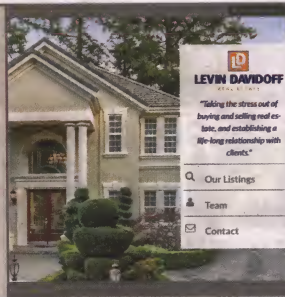 LD
LEVIN DAVIDOFF
REAL ESTATE
"Taking the stress out of
buying and selling real es-
tate, and establishing a
life-long relationship with
clients."
Our Listings
Team
Contact